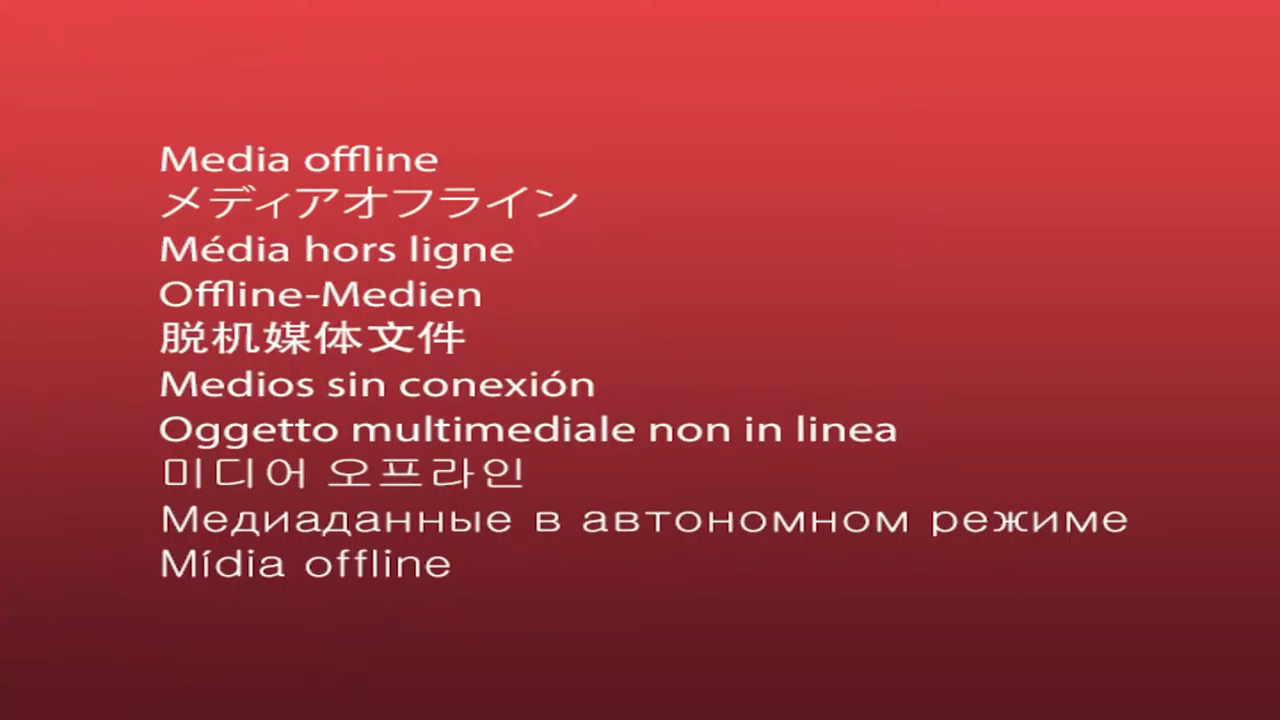 Media offline
メディアオフライン
Média hors ligne
Offline-Medien
脱机媒体文件
Medios sin conexión
Oggetto multimediale non in linea
미디어 오프라인
Медиаданные в автономном режиме
Mídia offline